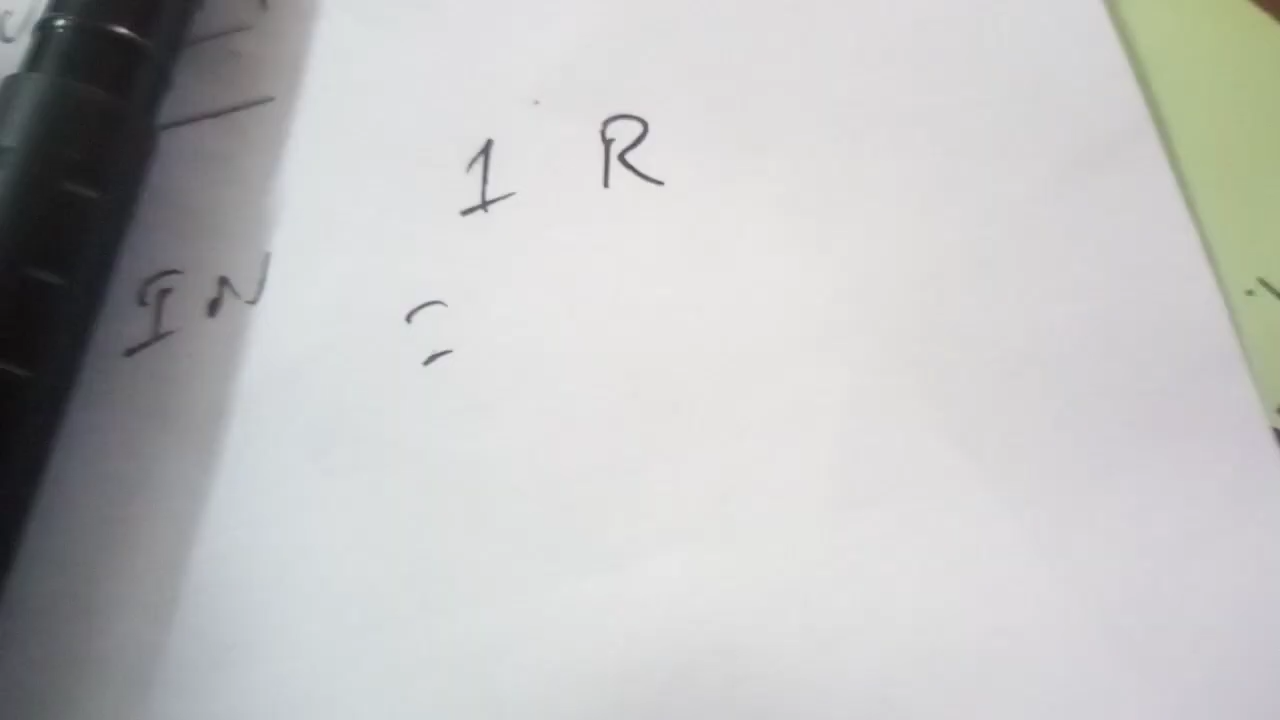 1 R
IN =